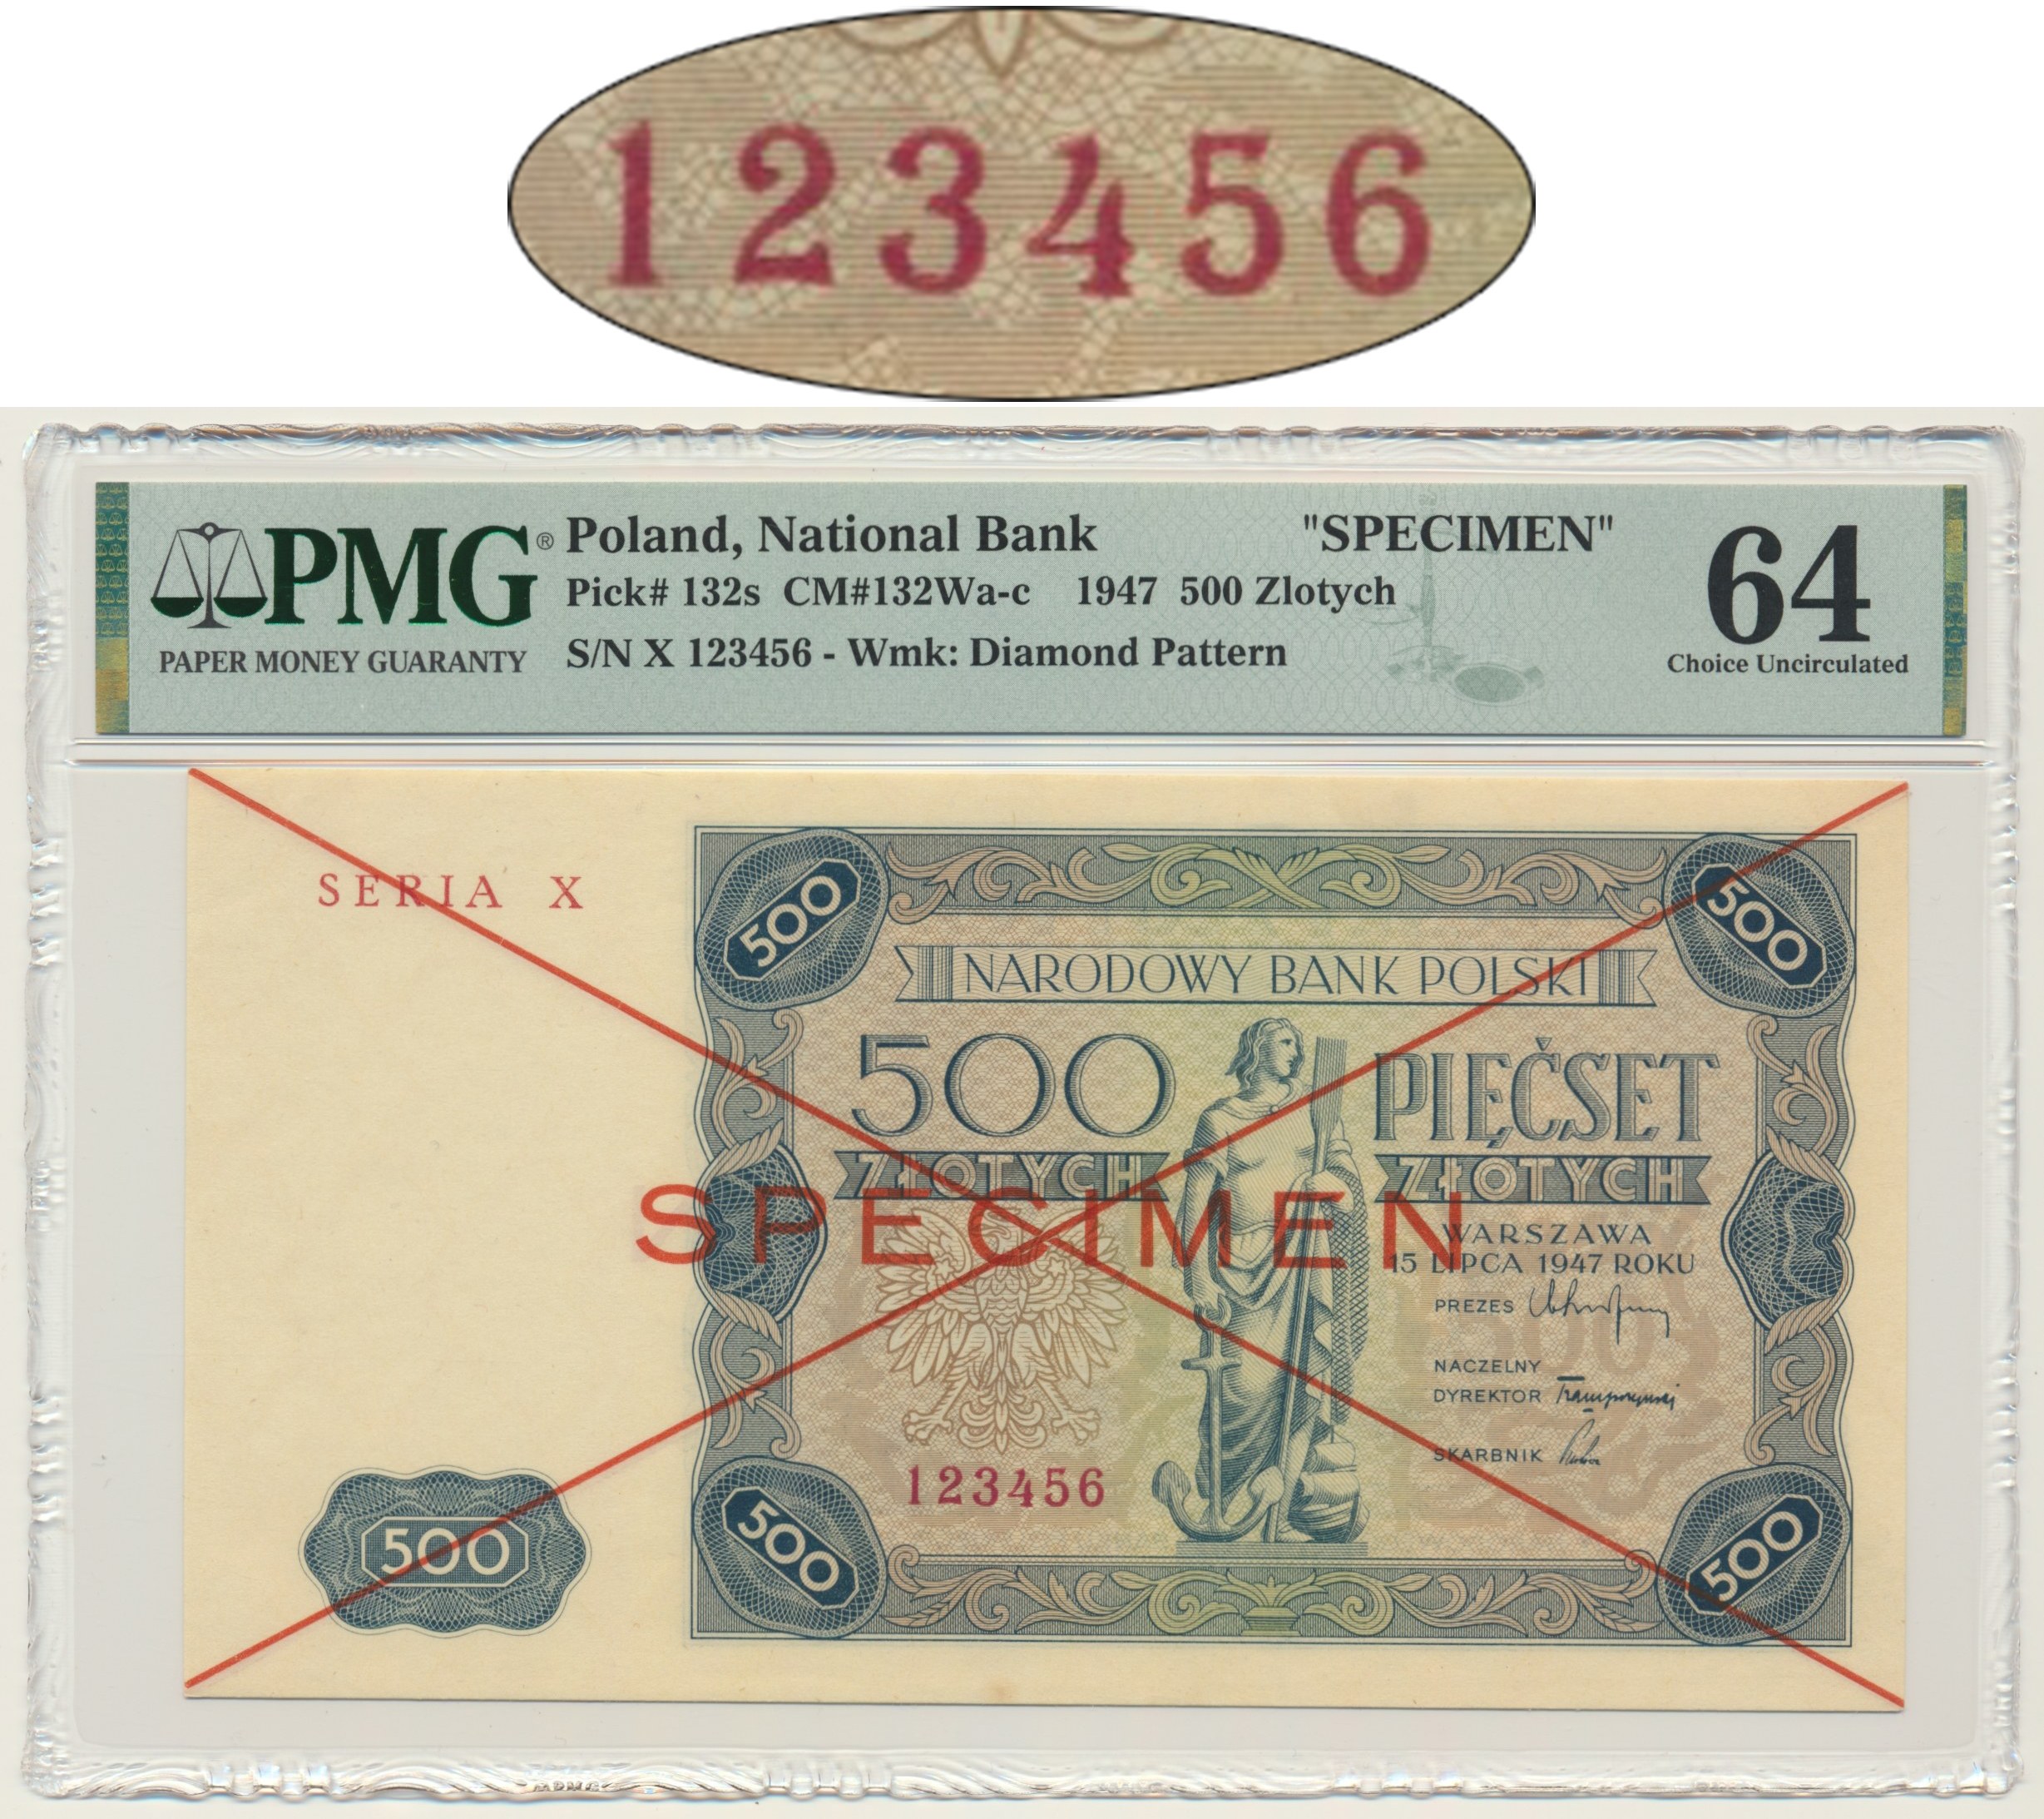 123456
PMG® Poland, National Bank "SPECIMEN" 64
Pick# 132s CM#132Wa-c 1947 500 Zlotych
PAPER MONEY GUARANTY S/N X 123456 - Wmk: Diamond Pattern Choice Uncirculated
SERIA X
500 500
NARODOWY BANK POLSKI
500 PIĘĆSET
ZŁOTYCH ZŁOTYCH
SPECIMEN
WARSZAWA
15 LIPCA 1947 ROKU
PREZES
500
NACZELNY
DYREKTOR
SKARBNIK
123456
500 500 500